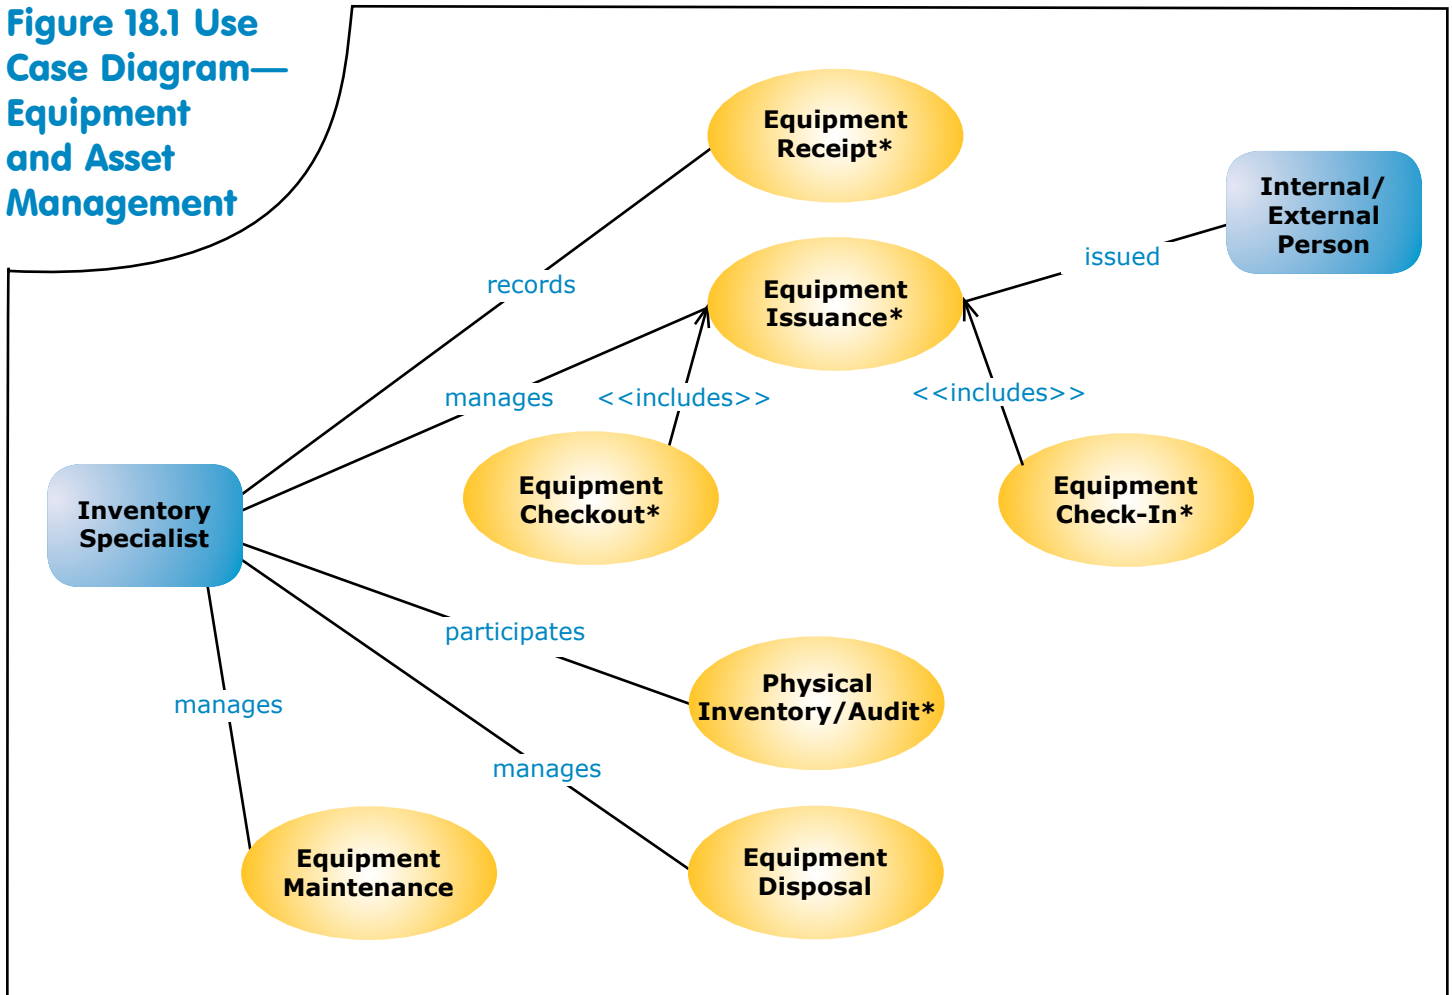 Figure 18.1 Use
Case Diagram—
Equipment
and Asset
Management
Equipment
Receipt*
Internal/
External
Person
issued
records
Equipment
Issuance*
manages
<<includes>>
<<includes>>
Equipment
Checkout*
Equipment
Check-In*
Inventory
Specialist
participates
manages
Physical
Inventory/Audit*
manages
Equipment
Maintenance
Equipment
Disposal